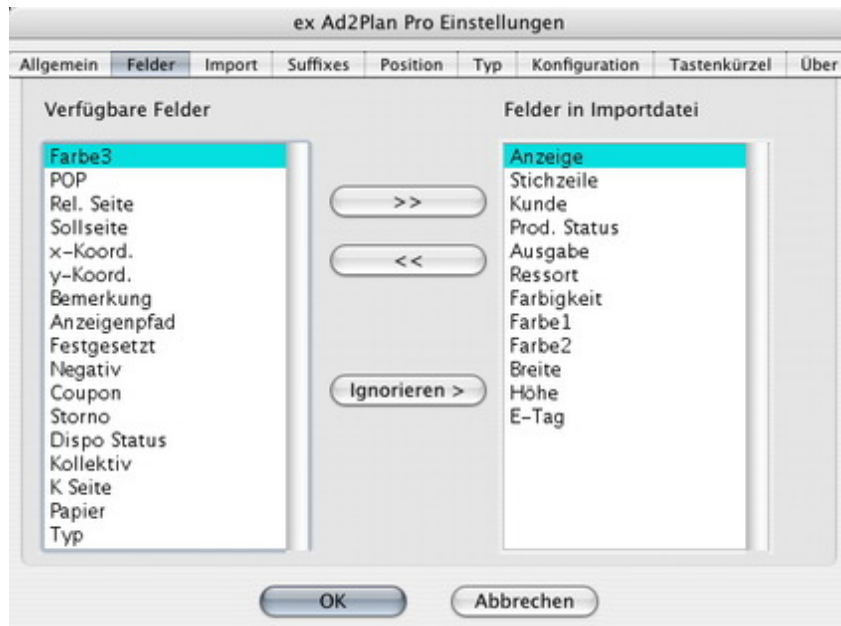 ex Ad2Plan Pro Einstellungen
Allgemein Felder Import Suffixes Position Typ Konfiguration Tastenkürzel Über
Verfügbare Felder
Farbe3
POP
Rel. Seite
Sollseite
x-Koord.
y-Koord.
Bemerkung
Anzeigenpfad
Festgesetzt
Negativ
Coupon
Storno
Dispo Status
Kollektiv
K Seite
Papier
Typ
>>
<<
Ignorieren >
Felder in Importdatei
Anzeige
Stichzeile
Kunde
Prod. Status
Ausgabe
Ressort
Farbigkeit
Farbe1
Farbe2
Breite
Höhe
E-Tag
OK
Abbrechen